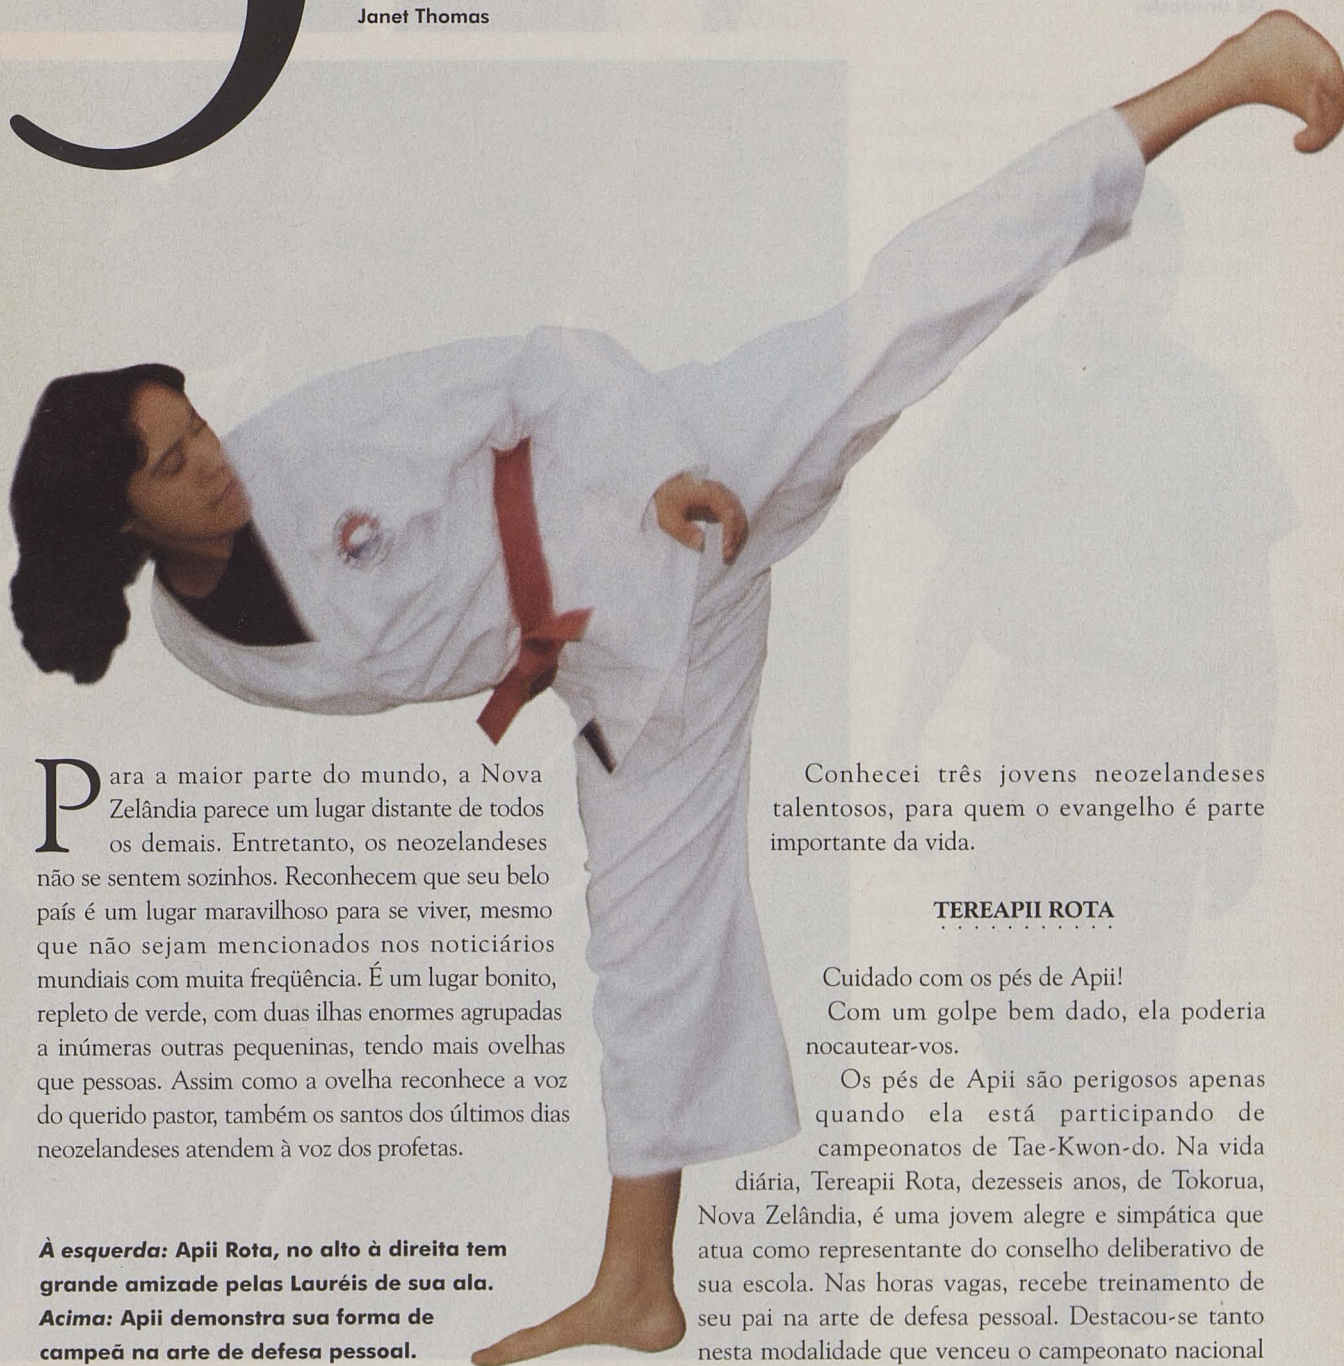 Janet Thomas
Para a maior parte do mundo, a Nova
Zelândia parece um lugar distante de todos
os demais. Entretanto, os neozelandeses
não se sentem sozinhos. Reconhecem que seu belo
país é um lugar maravilhoso para se viver, mesmo
que não sejam mencionados nos noticiários
mundiais com muita freqüência. É um lugar bonito,
repleto de verde, com duas ilhas enormes agrupadas
a inúmeras outras pequeninas, tendo mais ovelhas
que pessoas. Assim como a ovelha reconhece a voz
do querido pastor, também os santos dos últimos dias
neozelandeses atendem à voz dos profetas.
À esquerda: Apii Rota, no alto à direita tem
grande amizade pelas Lauréis de sua ala.
Acima: Apii demonstra sua forma de
campeã na arte de defesa pessoal.
Conhecei três jovens neozelandeses
talentosos, para quem o evangelho é parte
importante da vida.
TEREAPII ROTA
Cuidado com os pés de Apii!
Com um golpe bem dado, ela poderia
nocautear-vos.
Os pés de Apii são perigosos apenas
quando ela está participando de
campeonatos de Tae-Kwon-do. Na vida
diária, Tereapii Rota, dezesseis anos, de Tokorua,
Nova Zelândia, é uma jovem alegre e simpática que
atua como representante do conselho deliberativo de
sua escola. Nas horas vagas, recebe treinamento de
seu pai na arte de defesa pessoal. Destacou-se tanto
nesta modalidade que venceu o campeonato nacional